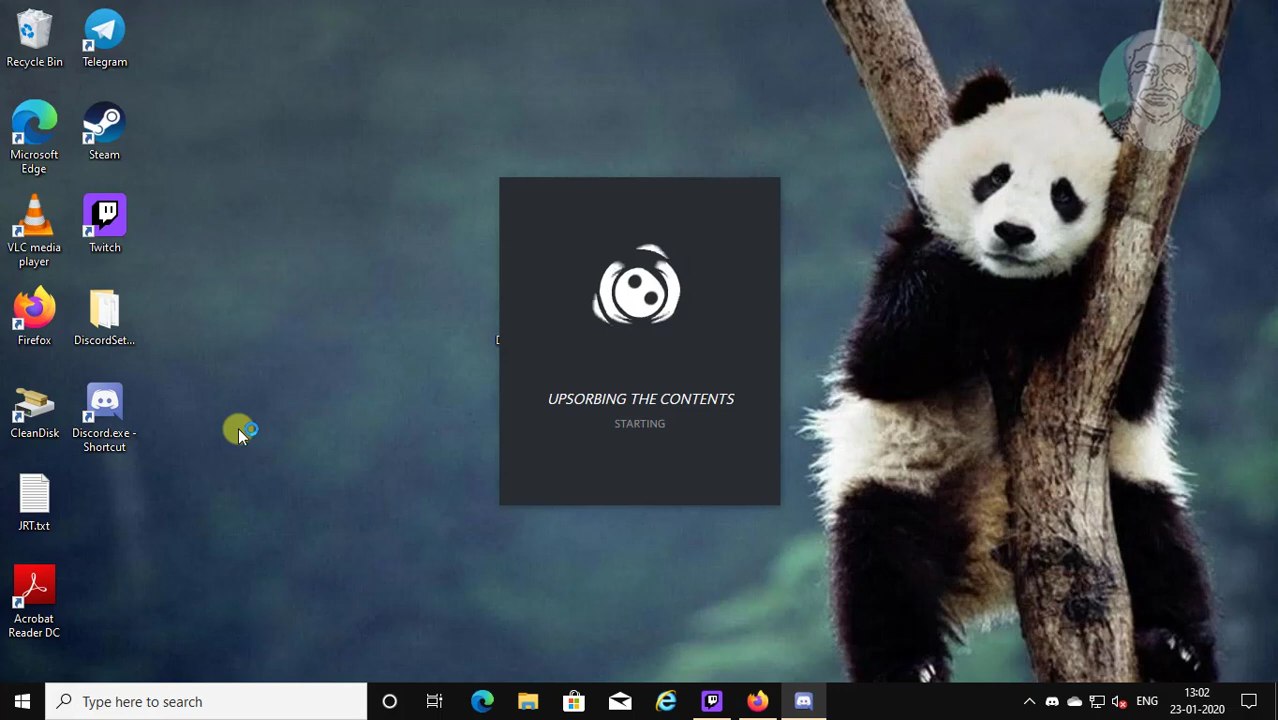 Recycle Bin
Telegram
Microsoft
Edge
Steam
VLC media
player
Twitch
Firefox
DiscordSet...
CleanDisk
Discord.exe -
Shortcut
JRT.txt
Acrobat
Reader DC
UPSORBING THE CONTENTS
STARTING
Type here to search
ENG
13:02
23-01-2020